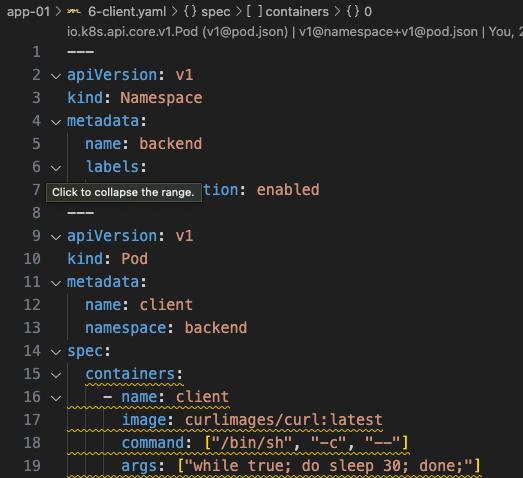 app-01 > 6-client.yaml > {} spec > [ ] containers > {} 0
io.k8s.api.core.v1.Pod (v1@pod.json) | v1@namespace+v1@pod.json | You, 2
1 ---
2 apiVersion: v1
3 kind: Namespace
4 metadata:
5 name: backend
6 labels:
7 Click to collapse the range. tion: enabled
8 ---
9 apiVersion: v1
10 kind: Pod
11 metadata:
12 name: client
13 namespace: backend
14 spec:
15 containers:
16 - name: client
17 image: curlimages/curl:latest
18 command: ["/bin/sh", "-c", "--"]
19 args: ["while true; do sleep 30; done;"]